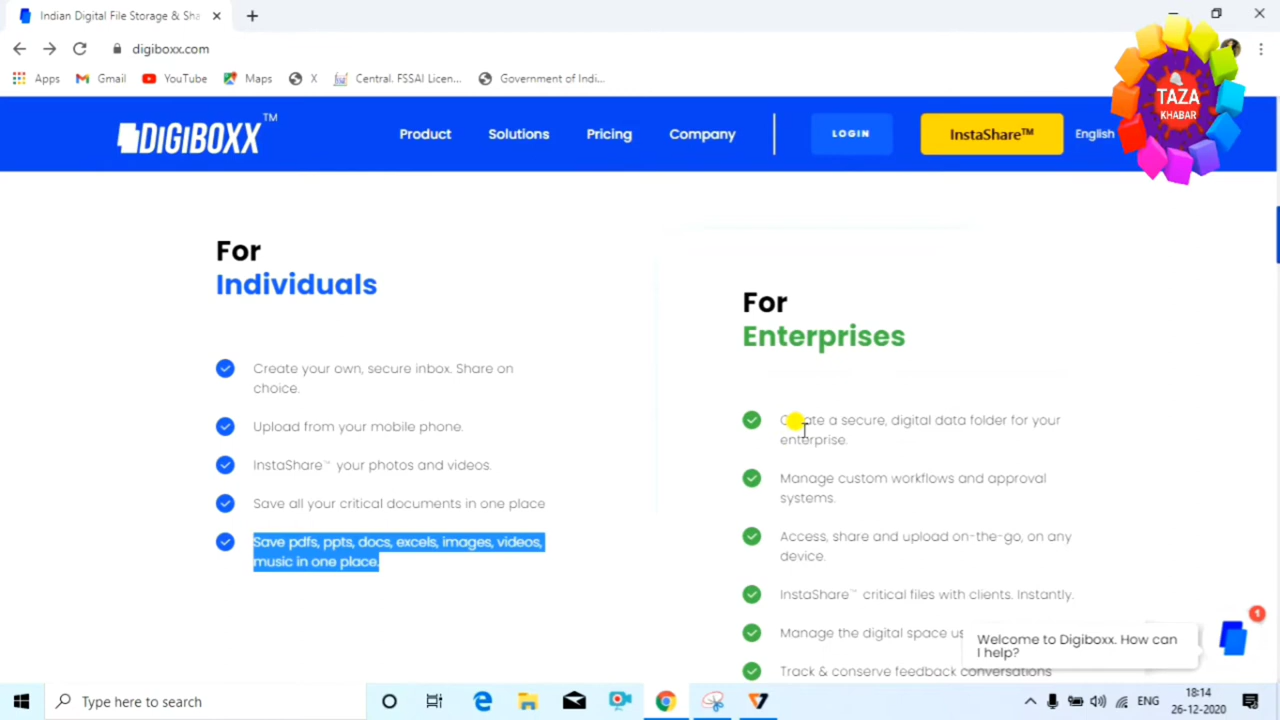 Indian Digital File Storage & Sha
digiboxx.com
Apps Gmail YouTube Maps X Central. FSSAI Licen... Government of Indi...
TAZA
KHABAR
DIGIBOXX™
Product Solutions Pricing Company LOGIN InstaShare™ English
For
Individuals
Create your own, secure inbox. Share on
choice.
Upload from your mobile phone.
InstaShare™ your photos and videos.
Save all your critical documents in one place
Save pdfs, ppts, docs, excels, images, videos,
music in one place.
For
Enterprises
Create a secure, digital data folder for your
enterprise.
Manage custom workflows and approval
systems.
Access, share and upload on-the-go, on any
device.
InstaShare™ critical files with clients. Instantly.
Manage the digital space
Track & conserve feedback conversations
Welcome to Digiboxx. How can
I help?
1
Type here to search
ENG
18:14
26-12-2020